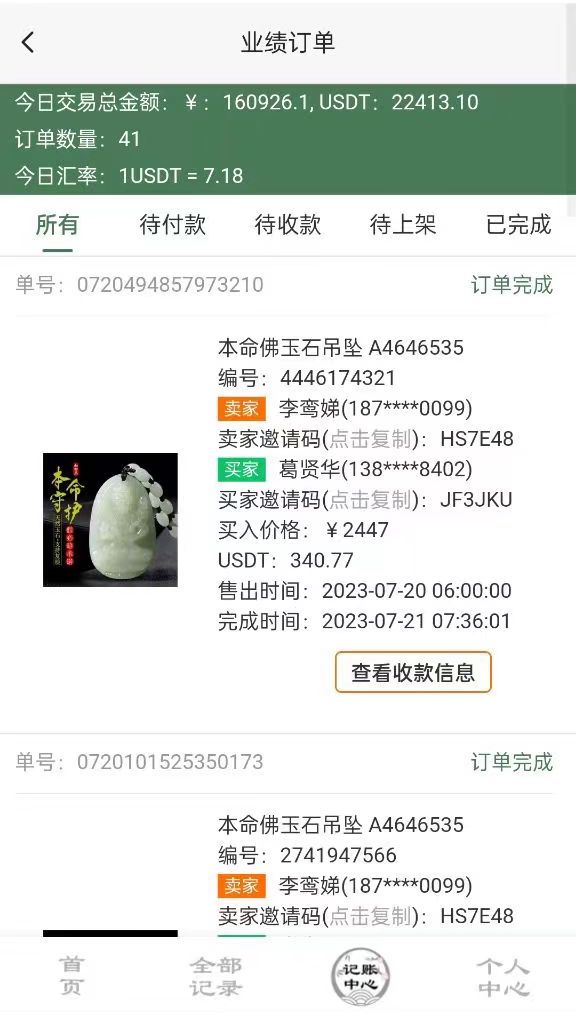 业绩订单
今日交易总金额：￥：160926.1, USDT：22413.10
订单数量：41
今日汇率：1USDT = 7.18
所有 待付款 待收款 待上架 已完成
单号：0720494857973210 订单完成
本命佛玉石吊坠 A4646535
编号：4446174321
卖家 李鸾娣(187****0099)
卖家邀请码(点击复制)：HS7E48
买家 葛贤华(138****8402)
买家邀请码(点击复制)：JF3JKU
买入价格：￥2447
USDT：340.77
售出时间：2023-07-20 06:00:00
完成时间：2023-07-21 07:36:01
本命
守护
查看收款信息
单号：0720101525350173 订单完成
本命佛玉石吊坠 A4646535
编号：2741947566
卖家 李鸾娣(187****0099)
卖家邀请码(点击复制)：HS7E48
首页 全部记录 记账中心 个人中心